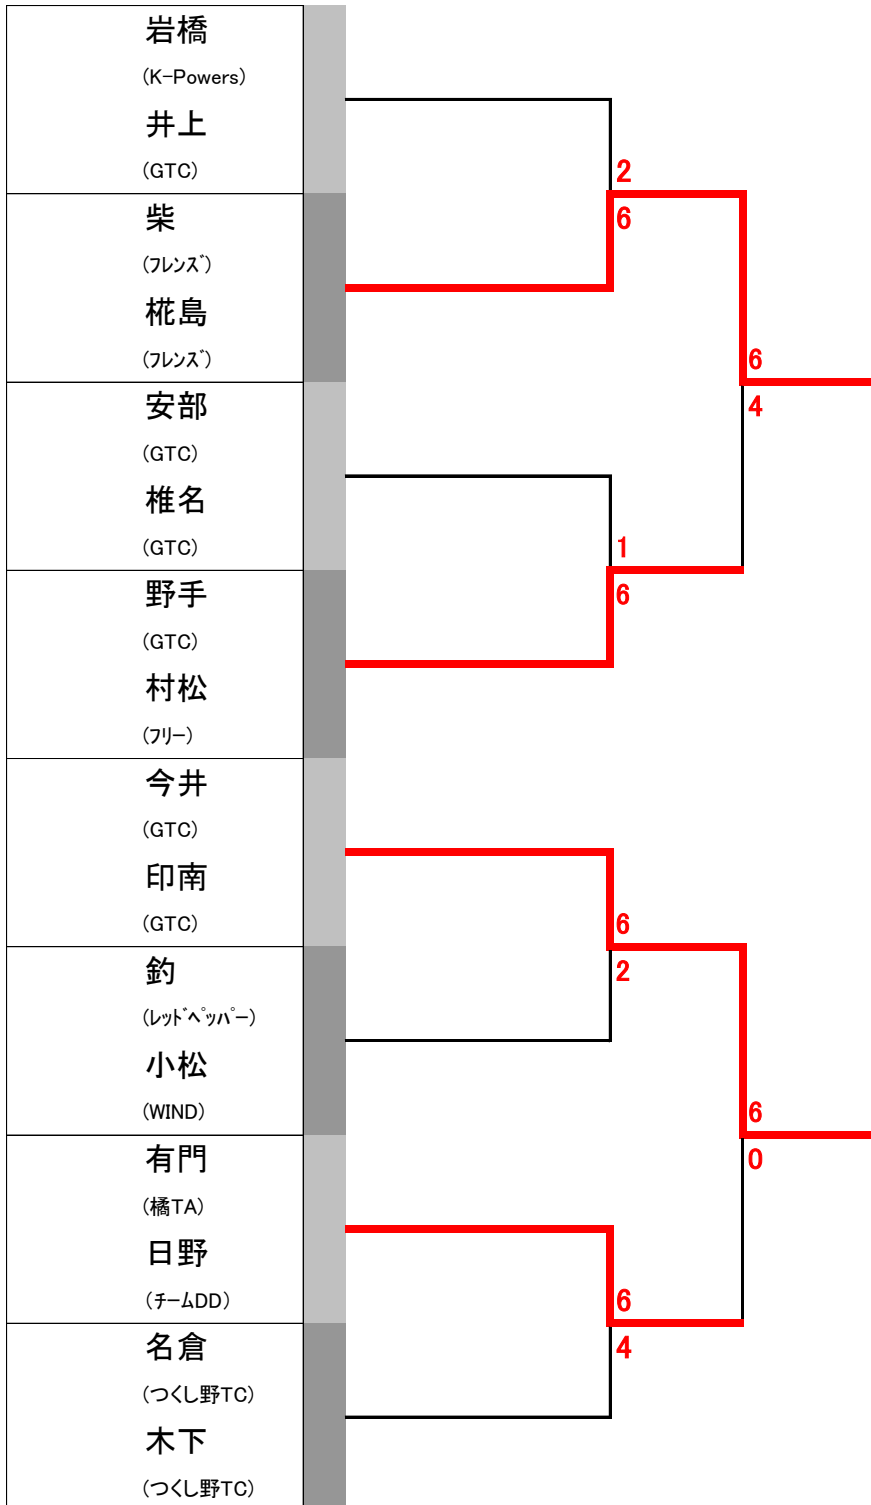 岩橋
(K-Powers)
井上
(GTC)
柴
(フレンズ)
椛島
(フレンズ)
安部
(GTC)
椎名
(GTC)
野手
(GTC)
村松
(フリー)
今井
(GTC)
印南
(GTC)
釣
(レッドペッパー)
小松
(WIND)
有門
(橘TA)
日野
(チームDD)
名倉
(つくし野TC)
木下
(つくし野TC)
2
6
1
6
6
2
6
4
6
4
6
0